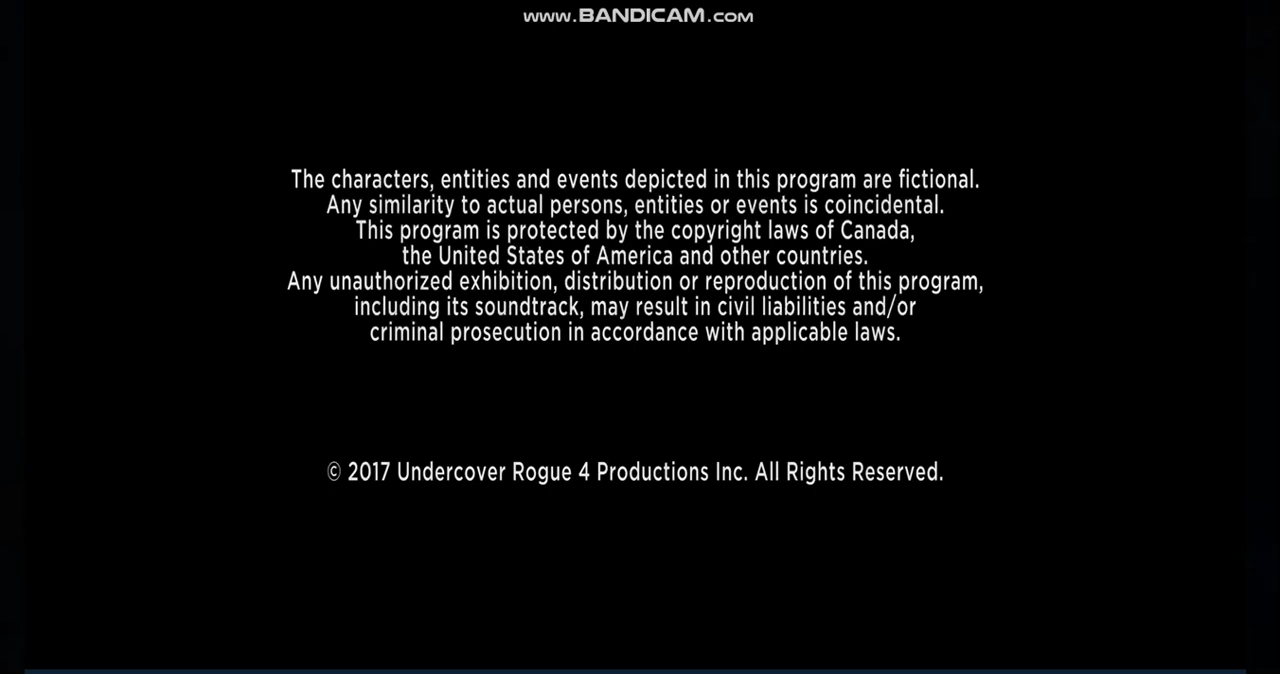 www.BANDICAM.com
The characters, entities and events depicted in this program are fictional.
Any similarity to actual persons, entities or events is coincidental.
This program is protected by the copyright laws of Canada,
the United States of America and other countries.
Any unauthorized exhibition, distribution or reproduction of this program,
including its soundtrack, may result in civil liabilities and/or
criminal prosecution in accordance with applicable laws.
© 2017 Undercover Rogue 4 Productions Inc. All Rights Reserved.